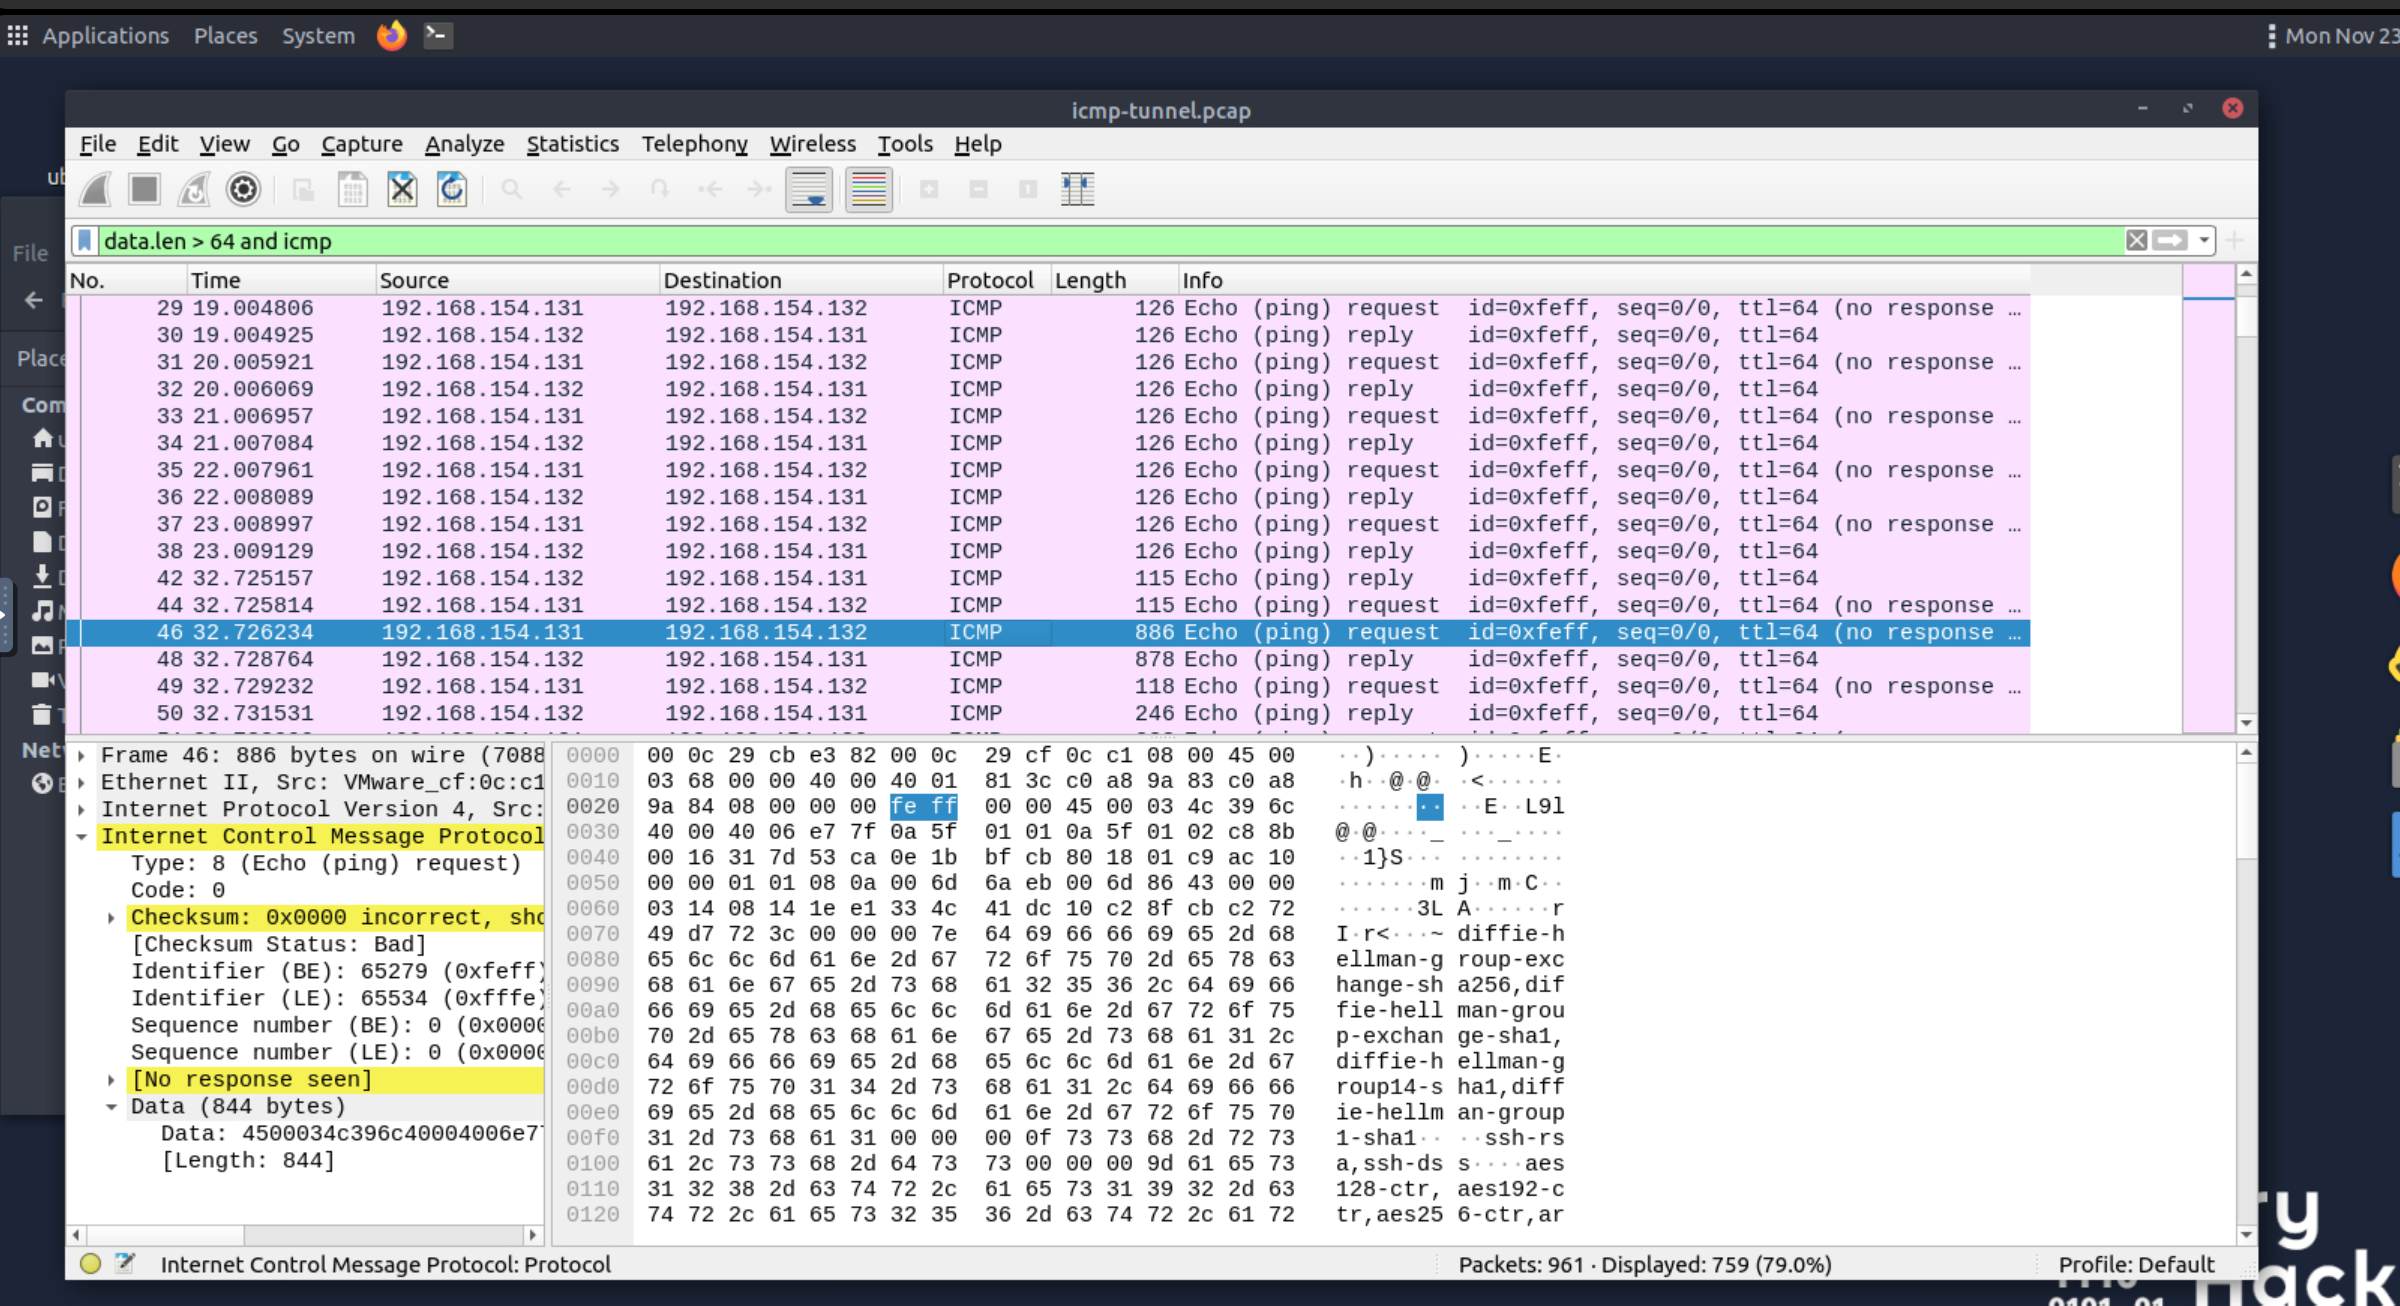 Applications Places System Mon Nov 23
icmp-tunnel.pcap
File Edit View Go Capture Analyze Statistics Telephony Wireless Tools Help
ub
File
Place
Com
Net
data.len > 64 and icmp
No. Time Source Destination Protocol Length Info
29 19.004806 192.168.154.131 192.168.154.132 ICMP 126 Echo (ping) request id=0xfeff, seq=0/0, ttl=64 (no response …
30 19.004925 192.168.154.132 192.168.154.131 ICMP 126 Echo (ping) reply id=0xfeff, seq=0/0, ttl=64
31 20.005921 192.168.154.131 192.168.154.132 ICMP 126 Echo (ping) request id=0xfeff, seq=0/0, ttl=64 (no response …
32 20.006069 192.168.154.132 192.168.154.131 ICMP 126 Echo (ping) reply id=0xfeff, seq=0/0, ttl=64
33 21.006957 192.168.154.131 192.168.154.132 ICMP 126 Echo (ping) request id=0xfeff, seq=0/0, ttl=64 (no response …
34 21.007084 192.168.154.132 192.168.154.131 ICMP 126 Echo (ping) reply id=0xfeff, seq=0/0, ttl=64
35 22.007961 192.168.154.131 192.168.154.132 ICMP 126 Echo (ping) request id=0xfeff, seq=0/0, ttl=64 (no response …
36 22.008089 192.168.154.132 192.168.154.131 ICMP 126 Echo (ping) reply id=0xfeff, seq=0/0, ttl=64
37 23.008997 192.168.154.131 192.168.154.132 ICMP 126 Echo (ping) request id=0xfeff, seq=0/0, ttl=64 (no response …
38 23.009129 192.168.154.132 192.168.154.131 ICMP 126 Echo (ping) reply id=0xfeff, seq=0/0, ttl=64
42 32.725157 192.168.154.132 192.168.154.131 ICMP 115 Echo (ping) reply id=0xfeff, seq=0/0, ttl=64
44 32.725814 192.168.154.131 192.168.154.132 ICMP 115 Echo (ping) request id=0xfeff, seq=0/0, ttl=64 (no response …
46 32.726234 192.168.154.131 192.168.154.132 ICMP 886 Echo (ping) request id=0xfeff, seq=0/0, ttl=64 (no response …
48 32.728764 192.168.154.132 192.168.154.131 ICMP 878 Echo (ping) reply id=0xfeff, seq=0/0, ttl=64
49 32.729232 192.168.154.131 192.168.154.132 ICMP 118 Echo (ping) request id=0xfeff, seq=0/0, ttl=64 (no response …
50 32.731531 192.168.154.132 192.168.154.131 ICMP 246 Echo (ping) reply id=0xfeff, seq=0/0, ttl=64
Frame 46: 886 bytes on wire (7088
Ethernet II, Src: VMware_cf:0c:c1
Internet Protocol Version 4, Src:
Internet Control Message Protocol
Type: 8 (Echo (ping) request)
Code: 0
Checksum: 0x0000 incorrect, sho
[Checksum Status: Bad]
Identifier (BE): 65279 (0xfeff)
Identifier (LE): 65534 (0xfffe)
Sequence number (BE): 0 (0x0000
Sequence number (LE): 0 (0x0000
[No response seen]
Data (844 bytes)
Data: 4500034c396c40004006e77
[Length: 844]
0000 00 0c 29 cb e3 82 00 0c 29 cf 0c c1 08 00 45 00 ··)····· )·····E·
0010 03 68 00 00 40 00 40 01 81 3c c0 a8 9a 83 c0 a8 ·h··@·@· ·<······
0020 9a 84 08 00 00 00 fe ff 00 00 45 00 03 4c 39 6c ········ ··E··L9l
0030 40 00 40 06 e7 7f 0a 5f 01 01 0a 5f 01 02 c8 8b @·@····_ ···_····
0040 00 16 31 7d 53 ca 0e 1b bf cb 80 18 01 c9 ac 10 ··1}S··· ········
0050 00 00 01 01 08 0a 00 6d 6a eb 00 6d 86 43 00 00 ·······m j··m·C··
0060 03 14 08 14 1e e1 33 4c 41 dc 10 c2 8f cb c2 72 ······3L A······r
0070 49 d7 72 3c 00 00 00 7e 64 69 66 66 69 65 2d 68 I·r<···~ diffie-h
0080 65 6c 6c 6d 61 6e 2d 67 72 6f 75 70 2d 65 78 63 ellman-g roup-exc
0090 68 61 6e 67 65 2d 73 68 61 32 35 36 2c 64 69 66 hange-sh a256,dif
00a0 66 69 65 2d 68 65 6c 6c 6d 61 6e 2d 67 72 6f 75 fie-hell man-grou
00b0 70 2d 65 78 63 68 61 6e 67 65 2d 73 68 61 31 2c p-exchan ge-sha1,
00c0 64 69 66 66 69 65 2d 68 65 6c 6c 6d 61 6e 2d 67 diffie-h ellman-g
00d0 72 6f 75 70 31 34 2d 73 68 61 31 2c 64 69 66 66 roup14-s ha1,diff
00e0 69 65 2d 68 65 6c 6c 6d 61 6e 2d 67 72 6f 75 70 ie-hellm an-group
00f0 31 2d 73 68 61 31 00 00 00 0f 73 73 68 2d 72 73 1-sha1·· ··ssh-rs
0100 61 2c 73 73 68 2d 64 73 73 00 00 00 9d 61 65 73 a,ssh-ds s····aes
0110 31 32 38 2d 63 74 72 2c 61 65 73 31 39 32 2d 63 128-ctr, aes192-c
0120 74 72 2c 61 65 73 32 35 36 2d 63 74 72 2c 61 72 tr,aes25 6-ctr,ar
Internet Control Message Protocol: Protocol Packets: 961 · Displayed: 759 (79.0%) Profile: Default
ry
Hack